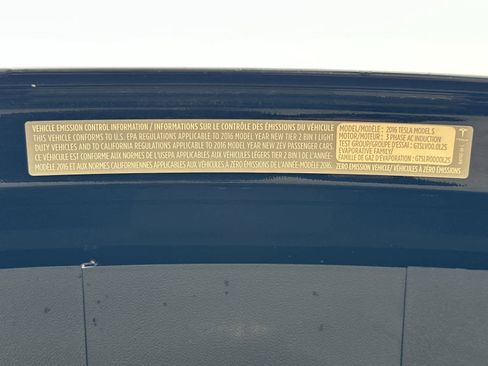 VEHICLE EMISSION CONTROL INFORMATION / INFORMATIONS SUR LE CONTRÔLE DES ÉMISSIONS DU VÉHICULE
THIS VEHICLE CONFORMS TO U.S. EPA REGULATIONS APPLICABLE TO 2016 MODEL YEAR NEW TIER 2 BIN 1 LIGHT
DUTY VEHICLES AND TO CALIFORNIA REGULATIONS APPLICABLE TO 2016 MODEL YEAR NEW ZEV PASSENGER CARS.
CE VÉHICULE EST CONFORME AUX NORMES DE L'USEPA APPLICABLES AUX VÉHICULES LÉGERS TIER 2 BIN 1 DE L'ANNÉE-
MODÈLE 2016 ET AUX NORMES CALIFORNIENNES APPLICABLES AUX VÉHICULES À ZÉRO ÉMISSIONS DE L'ANNÉE-MODÈLE 2016.
MODEL/MODÈLE : 2016 TESLA MODEL S
MOTOR/MOTEUR : 3 PHASE AC INDUCTION
TEST GROUP/GROUPE D'ESSAI : GTSLV00.0L2S
EVAPORATIVE FAMILY/
FAMILLE DE GAZ D'ÉVAPORATION : GTSLR0000L2S
ZERO EMISSION VEHICLE/ VÉHICULES À ZÉRO ÉMISSIONS